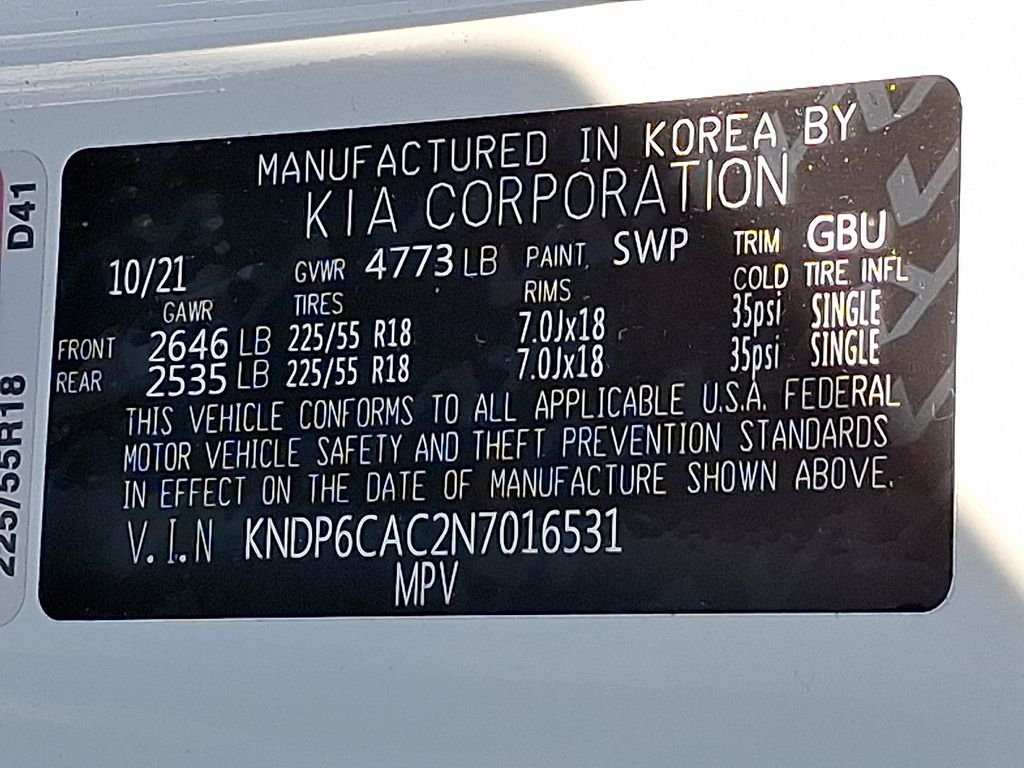 MANUFACTURED IN KOREA BY
KIA CORPORATION
10/21 GVWR 4773 LB PAINT SWP TRIM GBU
GAWR TIRES RIMS COLD TIRE INFL
FRONT 2646 LB 225/55 R18 7.0Jx18 35psi SINGLE
REAR 2535 LB 225/55 R18 7.0Jx18 35psi SINGLE
THIS VEHICLE CONFORMS TO ALL APPLICABLE U.S.A. FEDERAL
MOTOR VEHICLE SAFETY AND THEFT PREVENTION STANDARDS
IN EFFECT ON THE DATE OF MANUFACTURE SHOWN ABOVE.
V.I.N KNDP6CAC2N7016531
MPV
D41
225/55R18